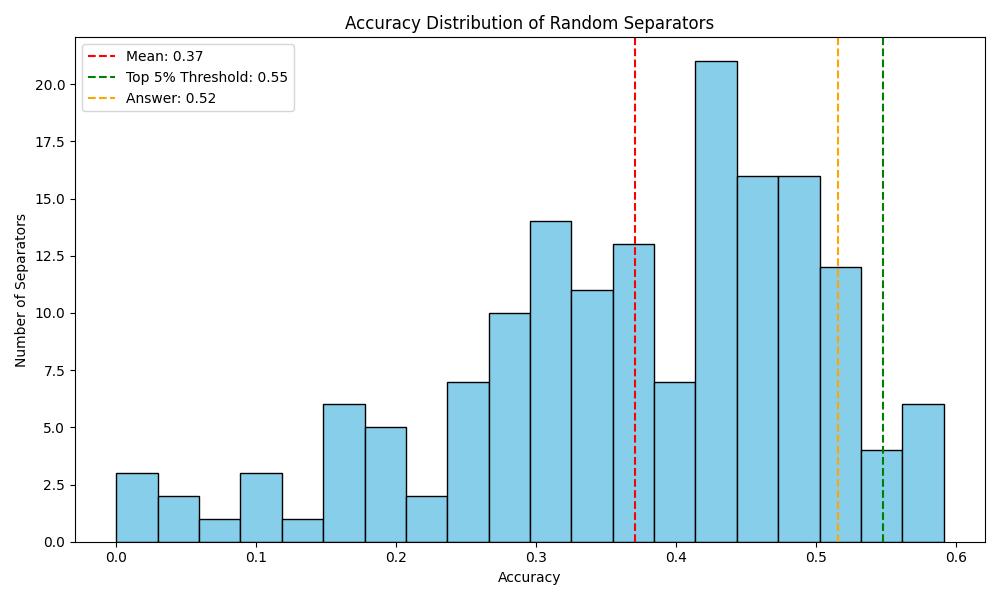 Accuracy Distribution of Random Separators
Mean: 0.37
Top 5% Threshold: 0.55
Answer: 0.52
Number of Separators
20.0
17.5
15.0
12.5
10.0
7.5
5.0
2.5
0.0
0.0 0.1 0.2 0.3 0.4 0.5 0.6
Accuracy